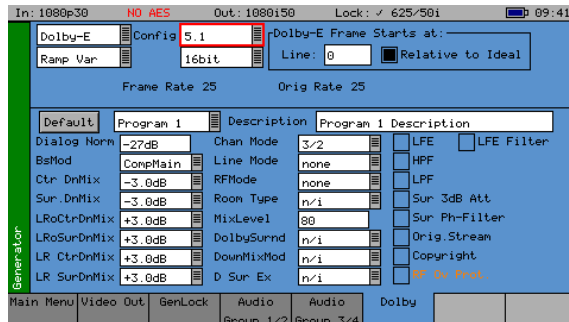 In: 1080p30 NO AES Out: 1080i50 Lock: ✓ 625/50i 09:41
Dolby-E Config 5.1 Dolby-E Frame Starts at:
Ramp Var 16bit Line: 0 Relative to Ideal
Frame Rate 25 Orig Rate 25
Default Program 1 Description Program 1 Description
Dialog Norm -27dB Chan Mode 3/2 LFE LFE Filter
BsMod CompMain Line Mode none HPF
Ctr DnMix -3.0dB RFMode none LPF
Sur.DnMix -3.0dB Room Type n/i Sur 3dB Att
LRoCtrDnMix +3.0dB MixLevel 80 Sur Ph-Filter
LRoSurDnMix +3.0dB DolbySurnd n/i Orig.Stream
LR CtrDnMix +3.0dB DownMixMod n/i Copyright
LR SurDnMix +3.0dB D Sur Ex n/i RF Ov Prot
Generator
Main Menu Video Out GenLock Audio Audio Dolby
Group 1/2 Group 3/4